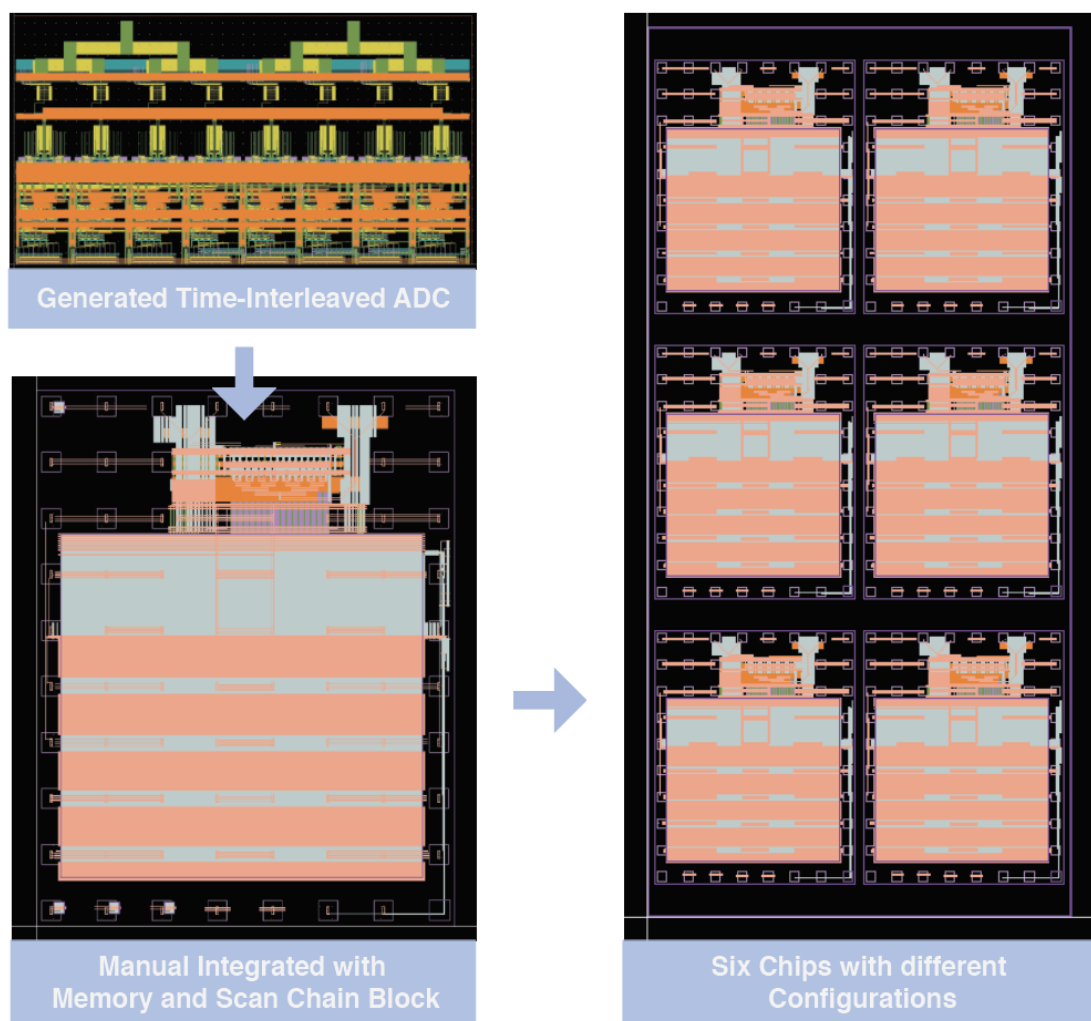 Generated Time-Interleaved ADC
Manual Integrated with
Memory and Scan Chain Block
Six Chips with different
Configurations